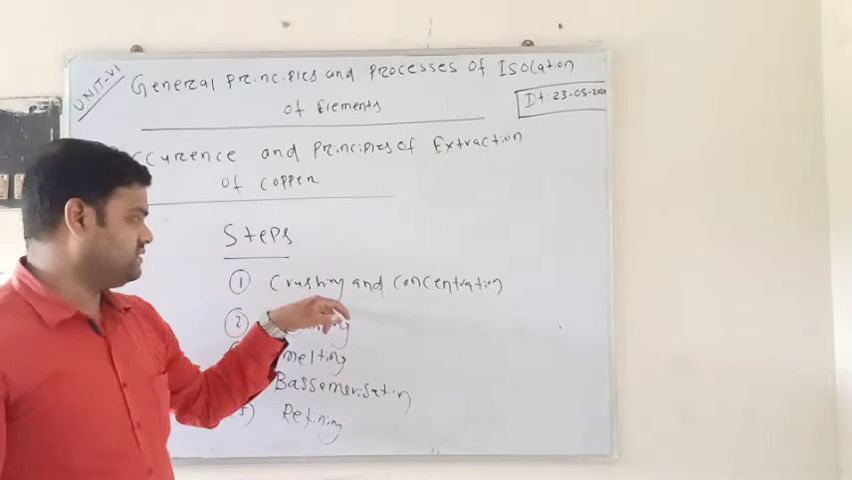 UNIT-VI
General Principles and Processes of Isolation
of Elements
Dt. 23-05-
ccurence and Principles of Extraction
of copper
Steps
① Crushing and Concentration
②
melting
Bassemerisation
Refining